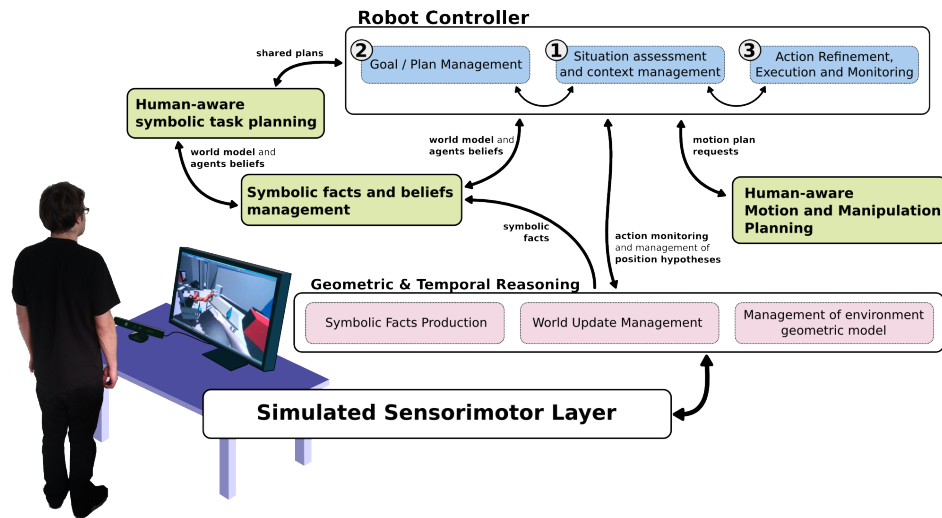 Robot Controller
2
Goal / Plan Management
1
Situation assessment
and context management
3
Action Refinement,
Execution and Monitoring
shared plans
Human-aware
symbolic task planning
world model and
agents beliefs
world model and
agents beliefs
motion plan
requests
Symbolic facts and beliefs
management
Human-aware
Motion and Manipulation
Planning
symbolic
facts
action monitoring
and management of
position hypotheses
Geometric & Temporal Reasoning
Symbolic Facts Production
World Update Management
Management of environment
geometric model
Simulated Sensorimotor Layer